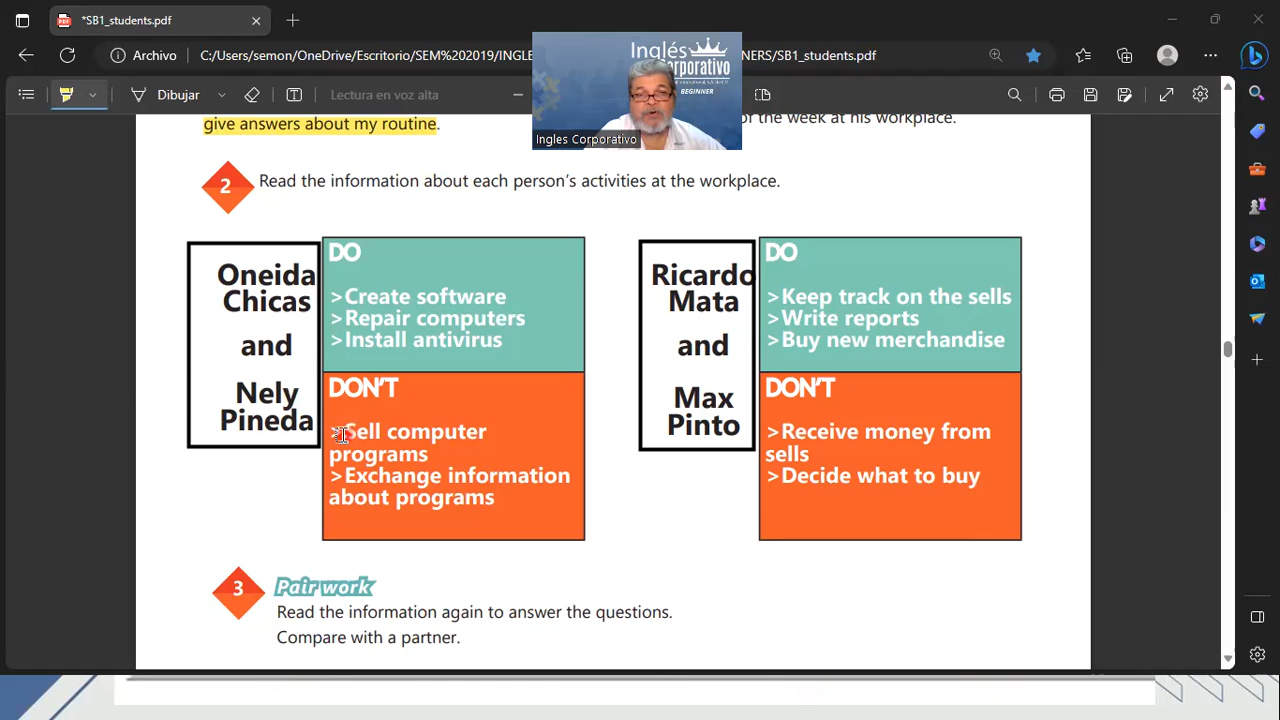 *SB1_students.pdf
Archivo
C:/Users/semon/OneDrive/Escritorio/SEM%202019/INGLE
NERS/SB1_students.pdf
Dibujar
Lectura en voz alta
Inglés
Corporativo
BEGINNER
Ingles Corporativo
give answers about my routine.
of the week at his workplace.
2
Read the information about each person's activities at the workplace.
Oneida
Chicas
and
Nely
Pineda
DO
>Create software
>Repair computers
>Install antivirus
DON'T
>Sell computer
programs
>Exchange information
about programs
Ricardo
Mata
and
Max
Pinto
DO
>Keep track on the sells
>Write reports
>Buy new merchandise
DON'T
>Receive money from
sells
>Decide what to buy
3
Pair work
Read the information again to answer the questions.
Compare with a partner.